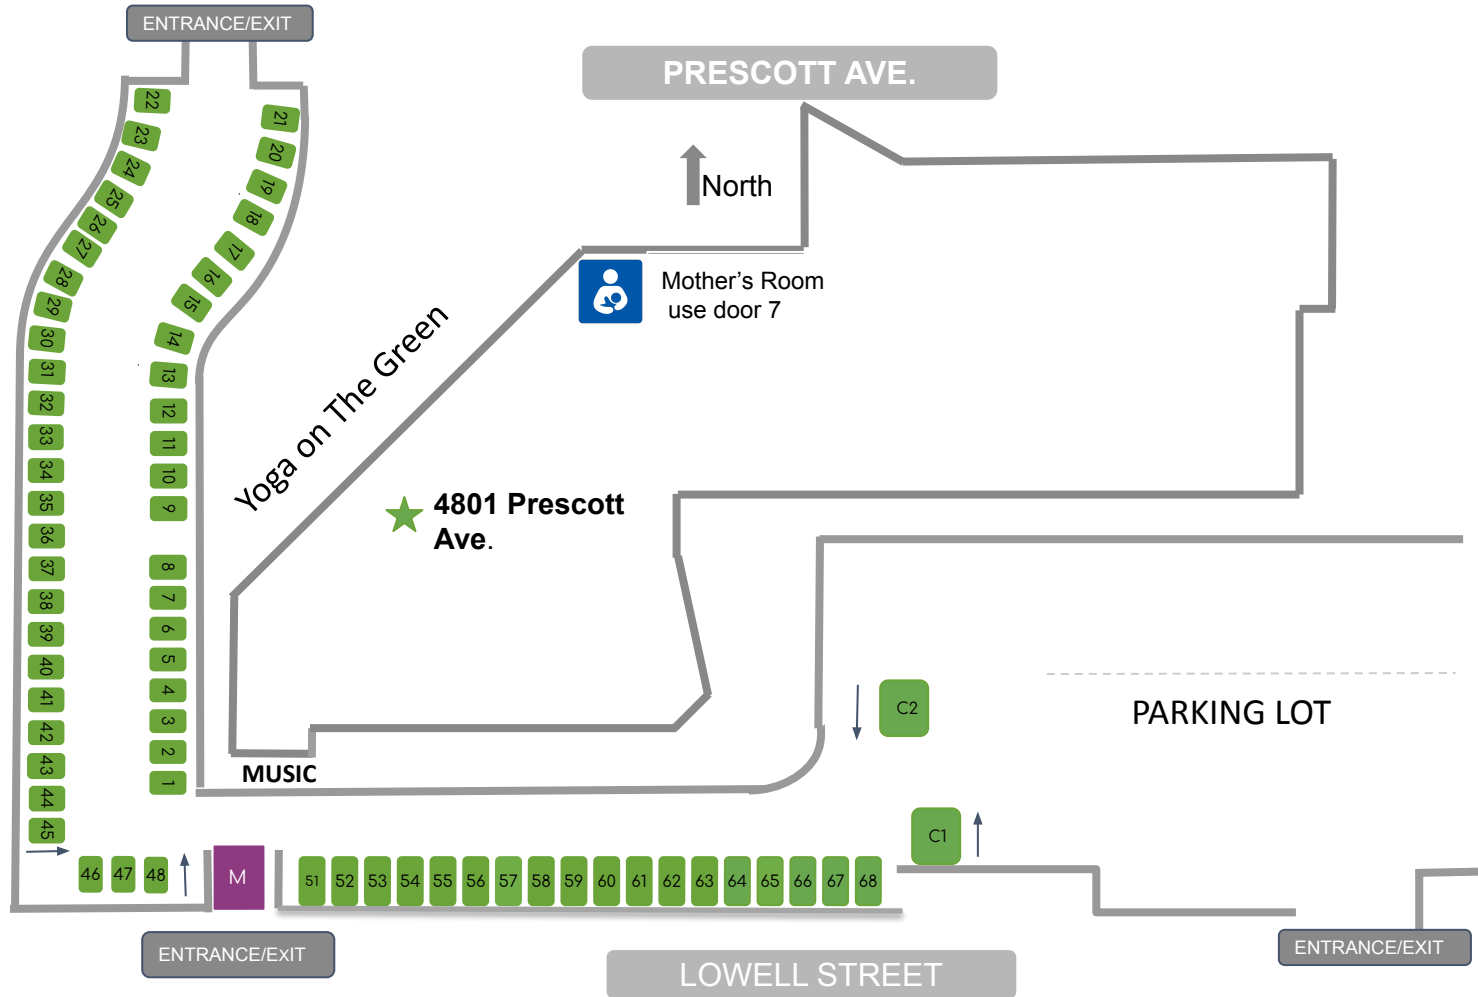 ENTRANCE/EXIT
PRESCOTT AVE.
North
Mother's Room
use door 7
Yoga on The Green
4801 Prescott
Ave.
22
23
24
25
26
27
28
29
30
31
32
33
34
35
36
37
38
39
40
41
42
43
44
45
21
20
19
18
17
16
15
14
13
12
11
10
9
8
7
6
5
4
3
2
1
MUSIC
C2
PARKING LOT
C1
46 47 48
M
51 52 53 54 55 56 57 58 59 60 61 62 63 64 65 66 67 68
ENTRANCE/EXIT
LOWELL STREET
ENTRANCE/EXIT